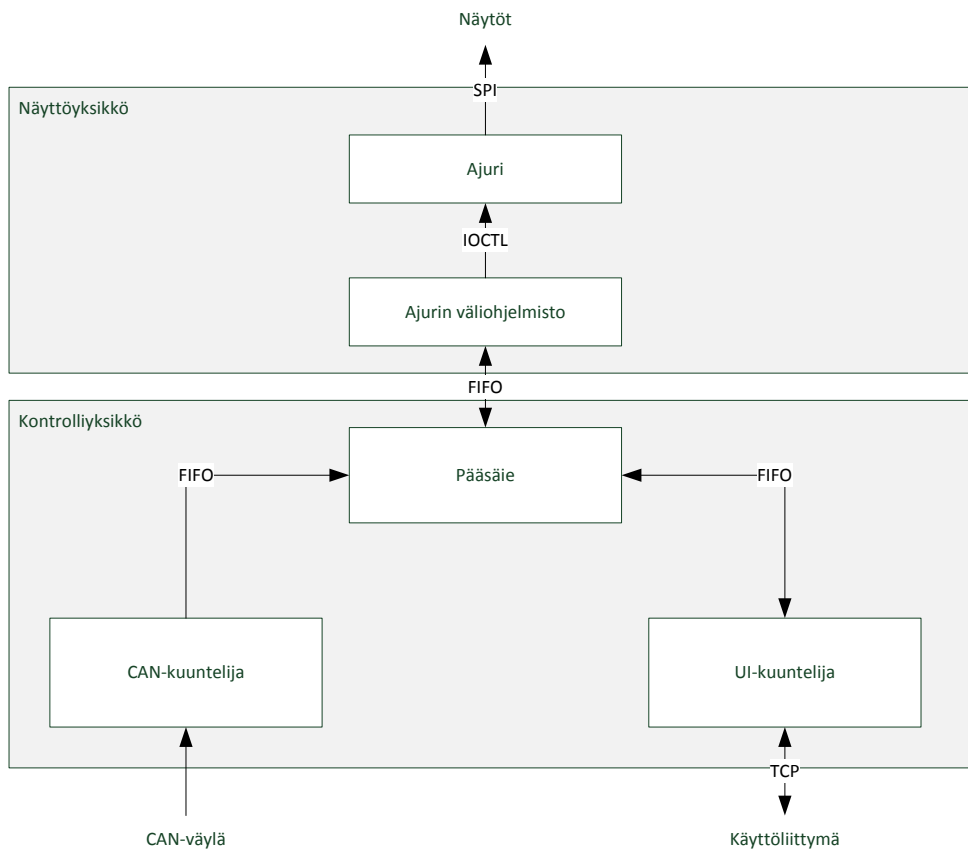 Näytöt
SPI
Näyttöyksikkö
Ajuri
IOCTL
Ajurin väliohjelmisto
FIFO
Kontrolliyksikkö
FIFO
Pääsäie
FIFO
CAN-kuuntelija
UI-kuuntelija
TCP
CAN-väylä
Käyttöliittymä